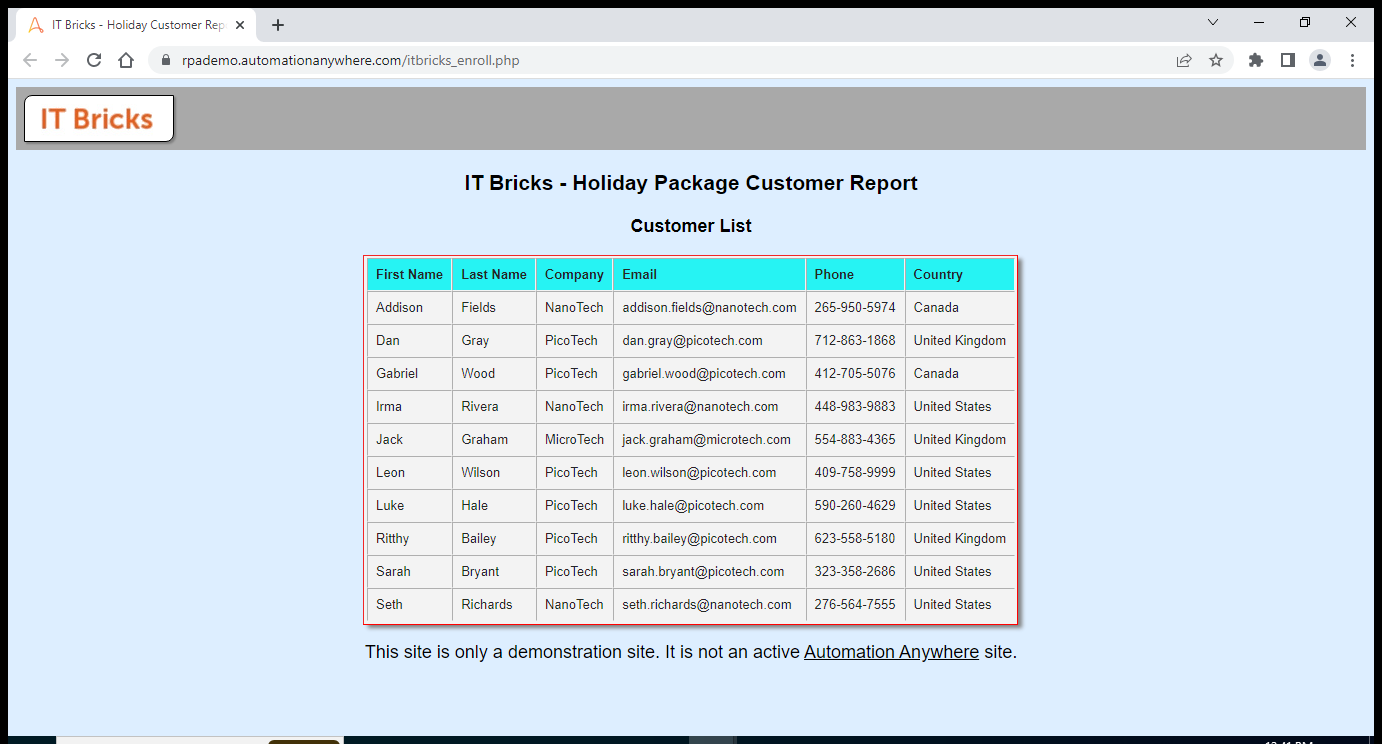 IT Bricks - Holiday Customer Rep
rpademo.automationanywhere.com/itbricks_enroll.php
IT Bricks
IT Bricks - Holiday Package Customer Report
Customer List
First Name Last Name Company Email Phone Country
Addison Fields NanoTech addison.fields@nanotech.com 265-950-5974 Canada
Dan Gray PicoTech dan.gray@picotech.com 712-863-1868 United Kingdom
Gabriel Wood PicoTech gabriel.wood@picotech.com 412-705-5076 Canada
Irma Rivera NanoTech irma.rivera@nanotech.com 448-983-9883 United States
Jack Graham MicroTech jack.graham@microtech.com 554-883-4365 United Kingdom
Leon Wilson PicoTech leon.wilson@picotech.com 409-758-9999 United States
Luke Hale PicoTech luke.hale@picotech.com 590-260-4629 United States
Ritthy Bailey PicoTech ritthy.bailey@picotech.com 623-558-5180 United Kingdom
Sarah Bryant PicoTech sarah.bryant@picotech.com 323-358-2686 United States
Seth Richards NanoTech seth.richards@nanotech.com 276-564-7555 United States
This site is only a demonstration site. It is not an active Automation Anywhere site.